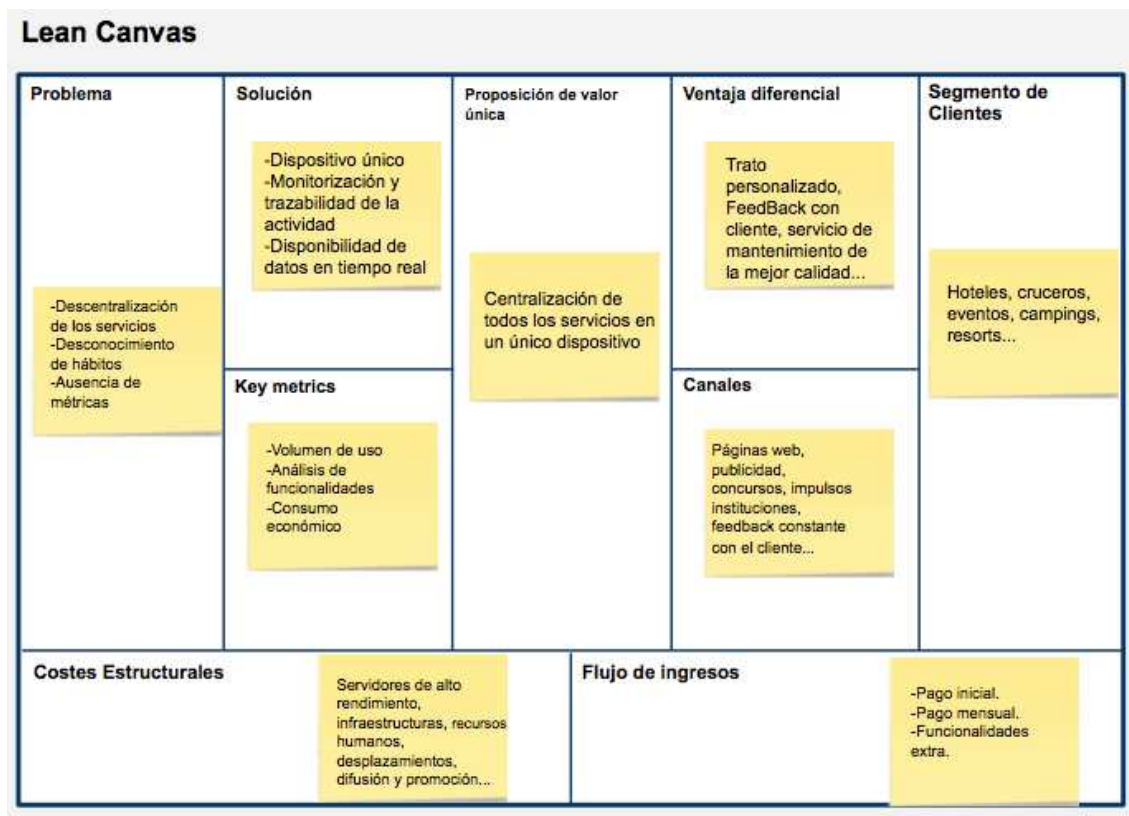 Lean Canvas
Problema
-Descentralización
de los servicios
-Desconocimiento
de hábitos
-Ausencia de
métricas
Solución
-Dispositivo único
-Monitorización y
trazabilidad de la
actividad
-Disponibilidad de
datos en tiempo real
Key metrics
-Volumen de uso
-Análisis de
funcionalidades
-Consumo
económico
Proposición de valor
única
Centralización de
todos los servicios en
un único dispositivo
Ventaja diferencial
Trato
personalizado,
FeedBack con
cliente, servicio de
mantenimiento de
la mejor calidad...
Canales
Páginas web,
publicidad,
concursos, impulsos
instituciones,
feedback constante
con el cliente...
Segmento de
Clientes
Hoteles, cruceros,
eventos, campings,
resorts...
Costes Estructurales
Servidores de alto
rendimiento,
infraestructuras, recursos
humanos,
desplazamientos,
difusión y promoción...
Flujo de ingresos
-Pago inicial.
-Pago mensual.
-Funcionalidades
extra.